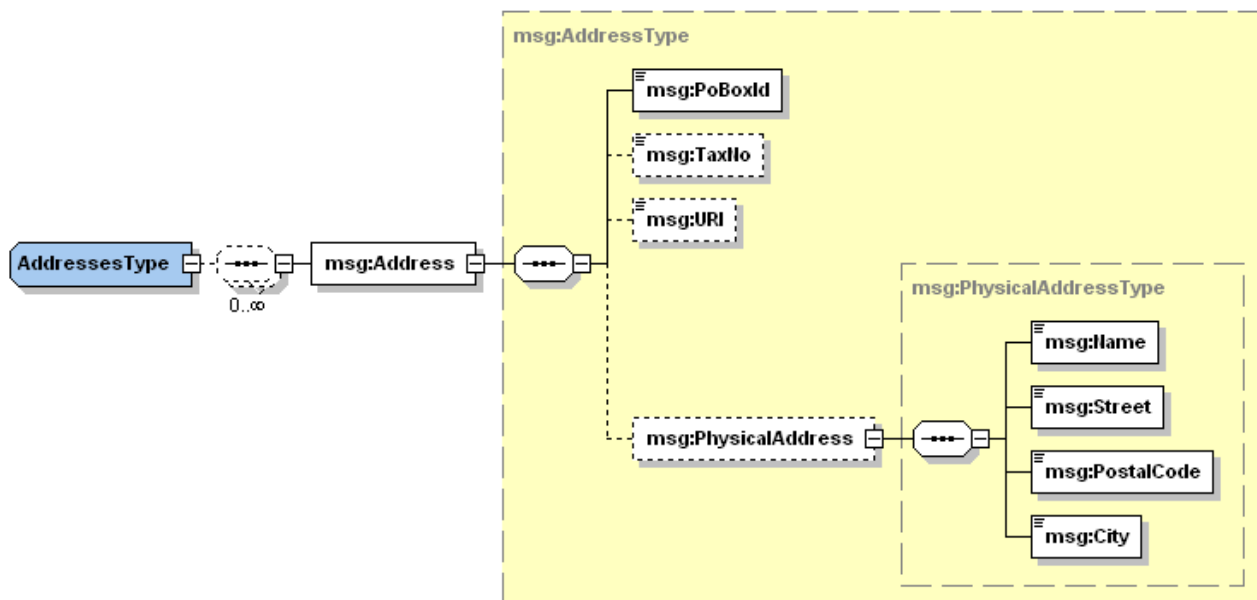 msg:AddressType
msg:PoBoxId
msg:TaxNo
msg:URI
AddressesType
msg:Address
0..∞
msg:PhysicalAddressType
msg:Name
msg:Street
msg:PhysicalAddress
msg:PostalCode
msg:City